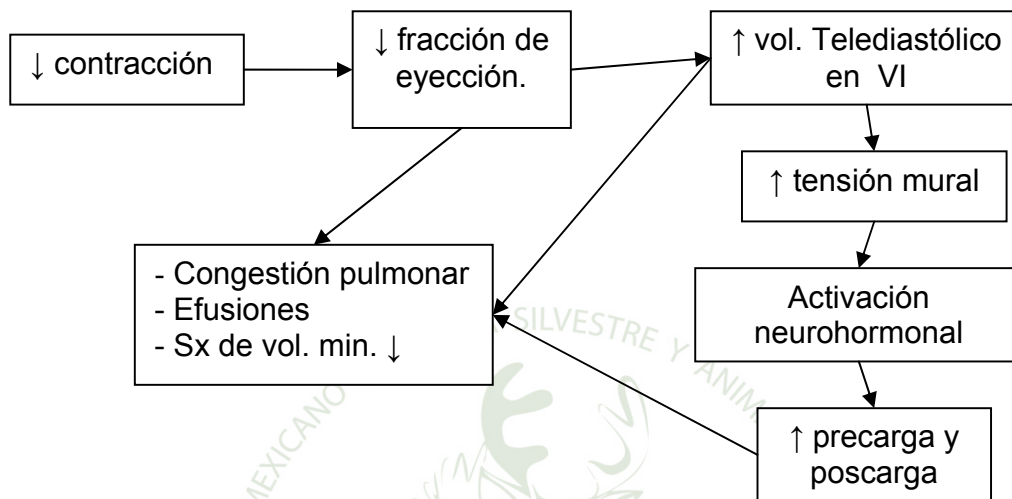 ↓ contracción
↓ fracción de
eyección.
↑ vol. Telediastólico
en VI
↑ tensión mural
Activación
neurohormonal
↑ precarga y
poscarga
- Congestión pulmonar
- Efusiones
- Sx de vol. min. ↓
MEXICANO
SILVESTRE Y